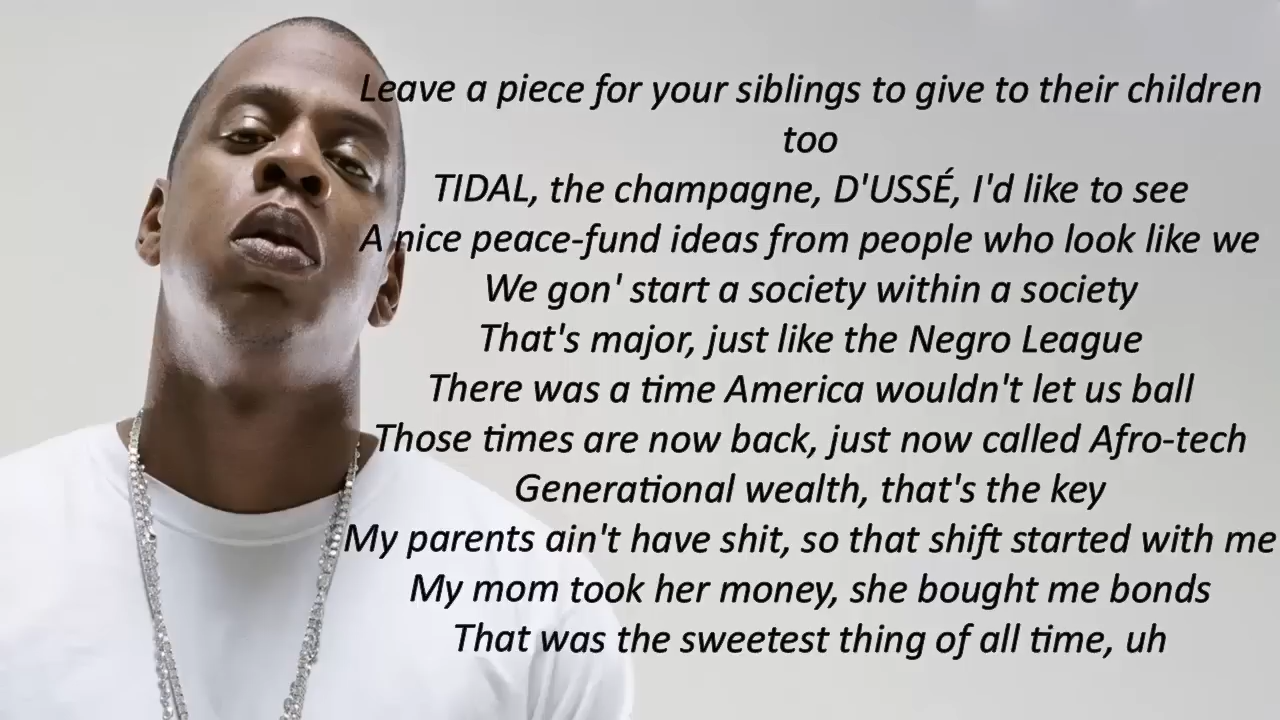 Leave a piece for your siblings to give to their children
too
TIDAL, the champagne, D'USSÉ, I'd like to see
A nice peace-fund ideas from people who look like we
We gon' start a society within a society
That's major, just like the Negro League
There was a time America wouldn't let us ball
Those times are now back, just now called Afro-tech
Generational wealth, that's the key
My parents ain't have shit, so that shift started with me
My mom took her money, she bought me bonds
That was the sweetest thing of all time, uh